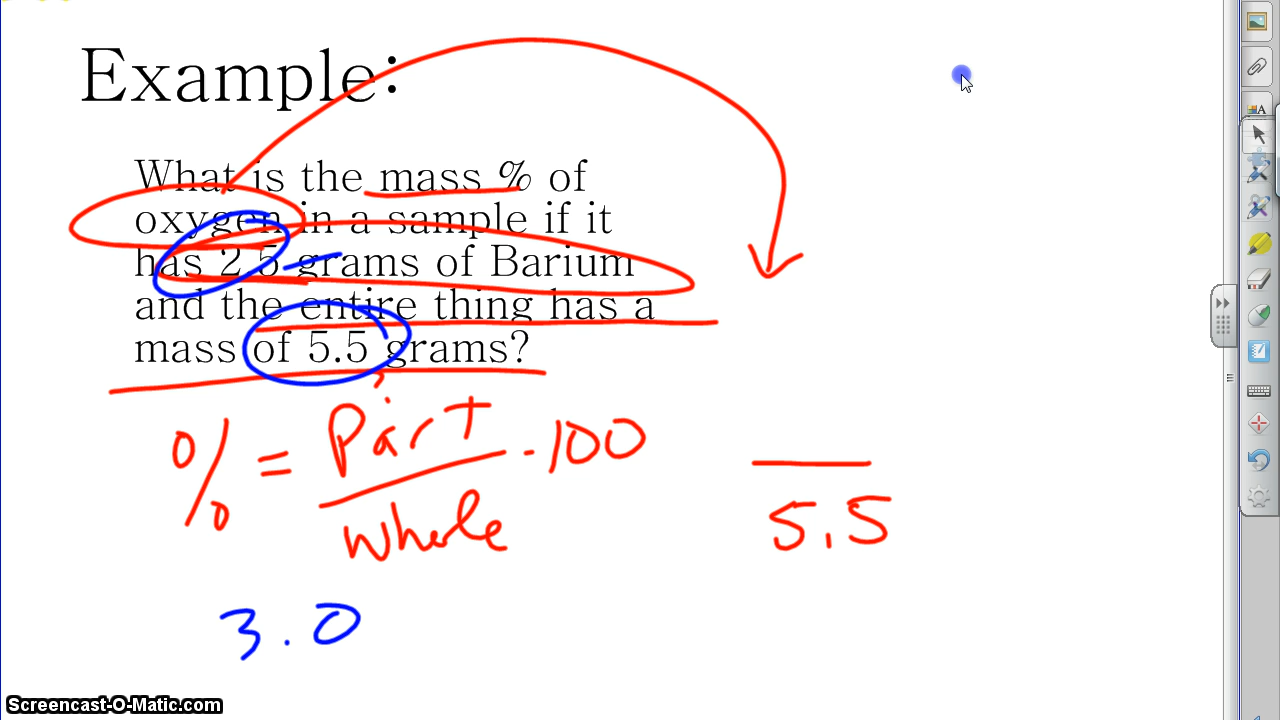 Example:
What is the mass % of
oxygen in a sample if it
has 2.5 grams of Barium
and the entire thing has a
mass of 5.5 grams?
% = Part / whole · 100
5.5
3.0
Screencast-O-Matic.com